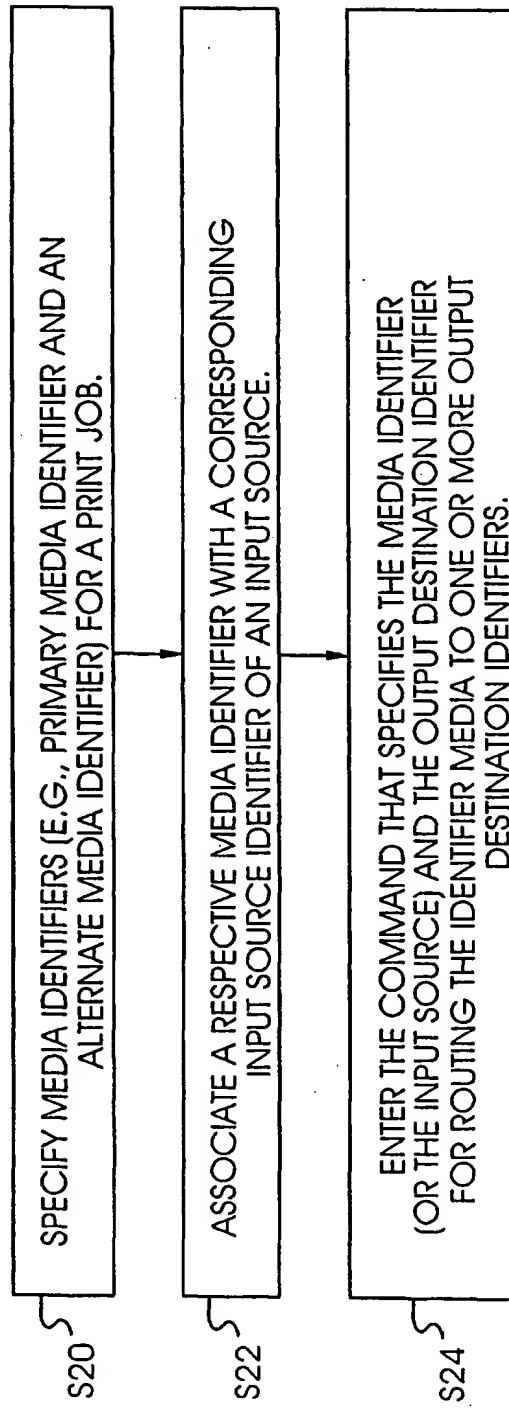 S20
SPECIFY MEDIA IDENTIFIERS (E.G., PRIMARY MEDIA IDENTIFIER AND AN
ALTERNATE MEDIA IDENTIFIER) FOR A PRINT JOB.
S22
ASSOCIATE A RESPECTIVE MEDIA IDENTIFIER WITH A CORRESPONDING
INPUT SOURCE IDENTIFIER OF AN INPUT SOURCE.
S24
ENTER THE COMMAND THAT SPECIFIES THE MEDIA IDENTIFIER
(OR THE INPUT SOURCE) AND THE OUTPUT DESTINATION IDENTIFIER
FOR ROUTING THE IDENTIFIER MEDIA TO ONE OR MORE OUTPUT
DESTINATION IDENTIFIERS.